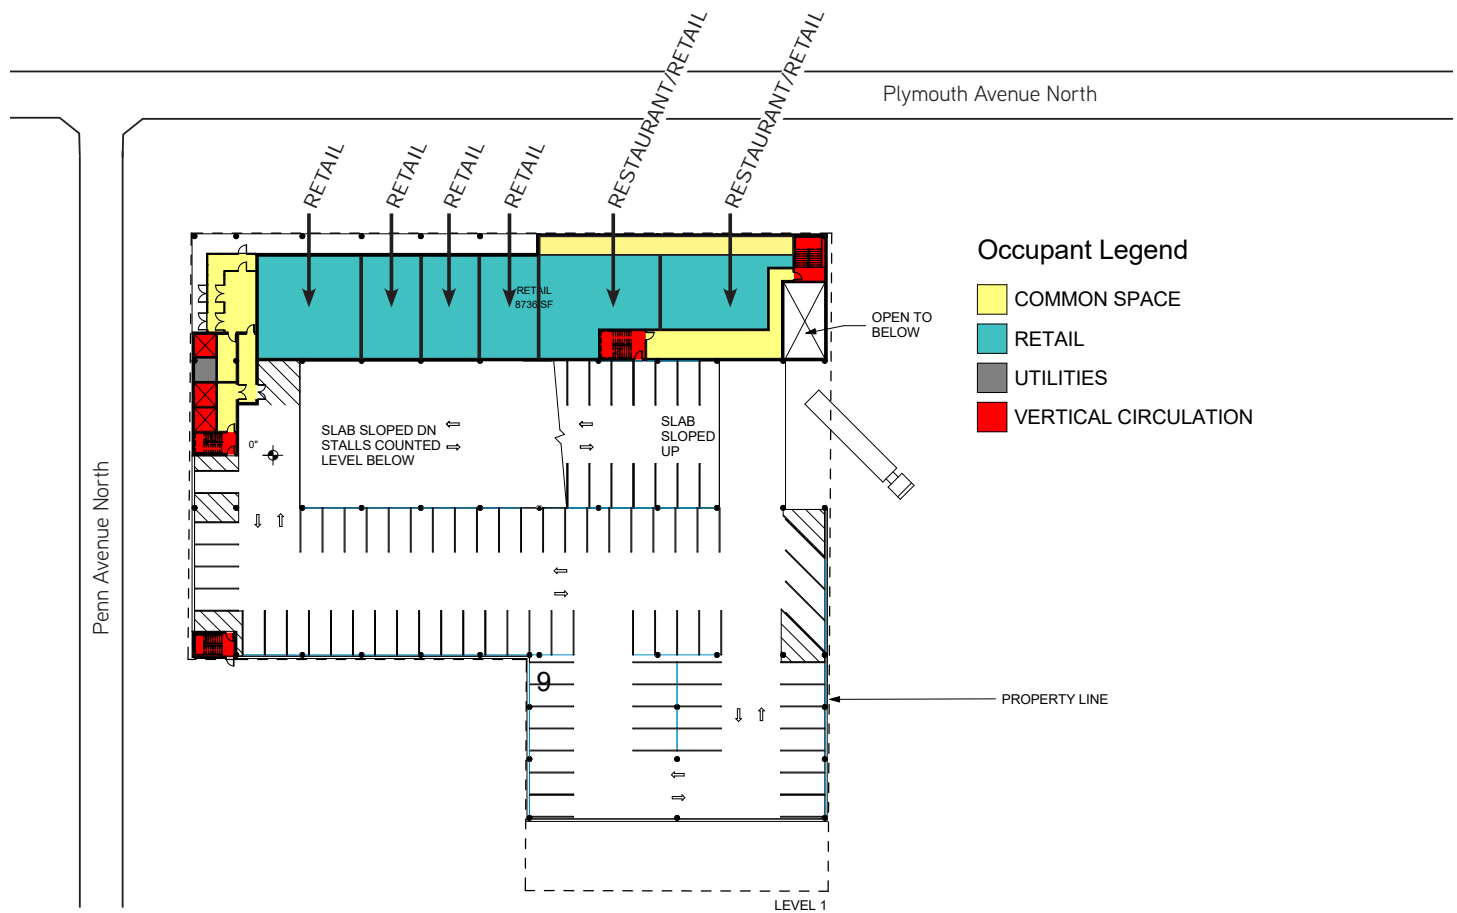 Plymouth Avenue North
Penn Avenue North
RETAIL
RETAIL
RETAIL
RETAIL
RESTAURANT/RETAIL
RESTAURANT/RETAIL
RETAIL
8736 SF
OPEN TO
BELOW
SLAB SLOPED DN
STALLS COUNTED
LEVEL BELOW
SLAB
SLOPED
UP
0"
9
PROPERTY LINE
LEVEL 1
Occupant Legend
COMMON SPACE
RETAIL
UTILITIES
VERTICAL CIRCULATION